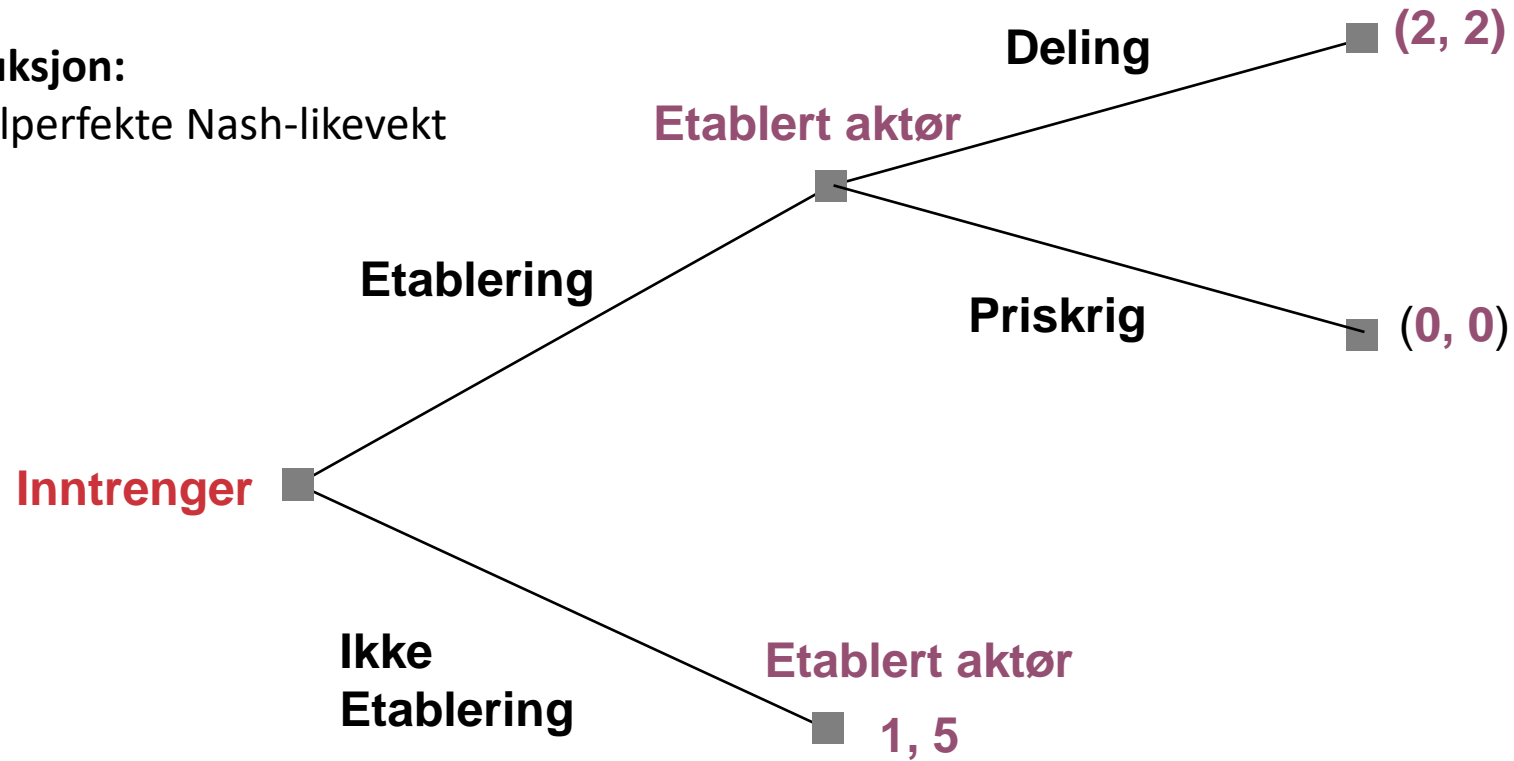 uksjon:
lperfekte Nash-likevekt
Deling
(2, 2)
Etablert aktør
Etablering
Priskrig
(0, 0)
Inntrenger
Ikke
Etablering
Etablert aktør
1, 5